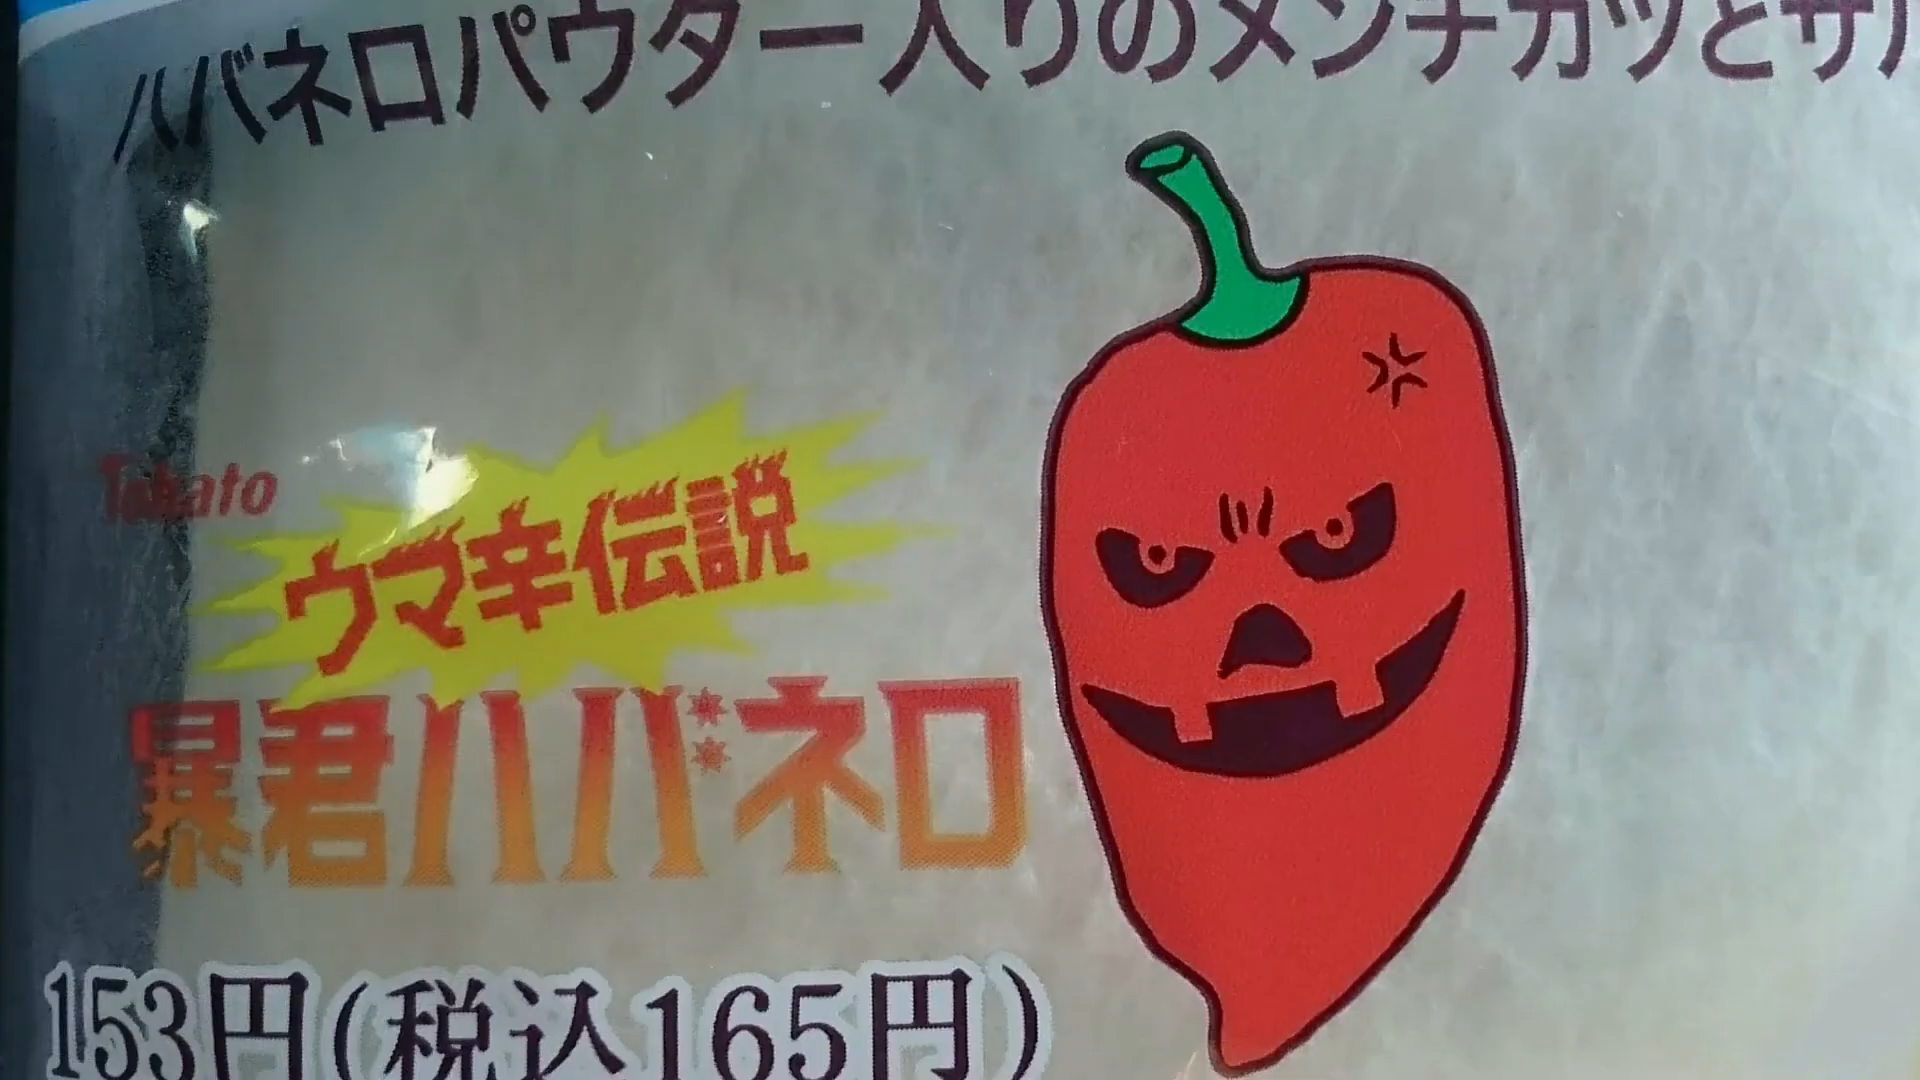 ハバネロパウダー入りのメンチカツとサ
Tohato
ウマ辛伝説
暴君ハバネロ
153円(税込165円)